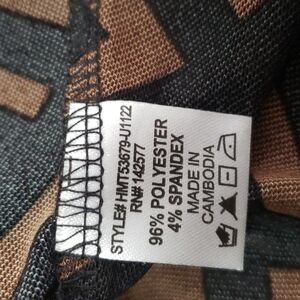 STYLE# HMT53679-U1122
RN# 142577
96% POLYESTER
4% SPANDEX
MADE IN
CAMBODIA